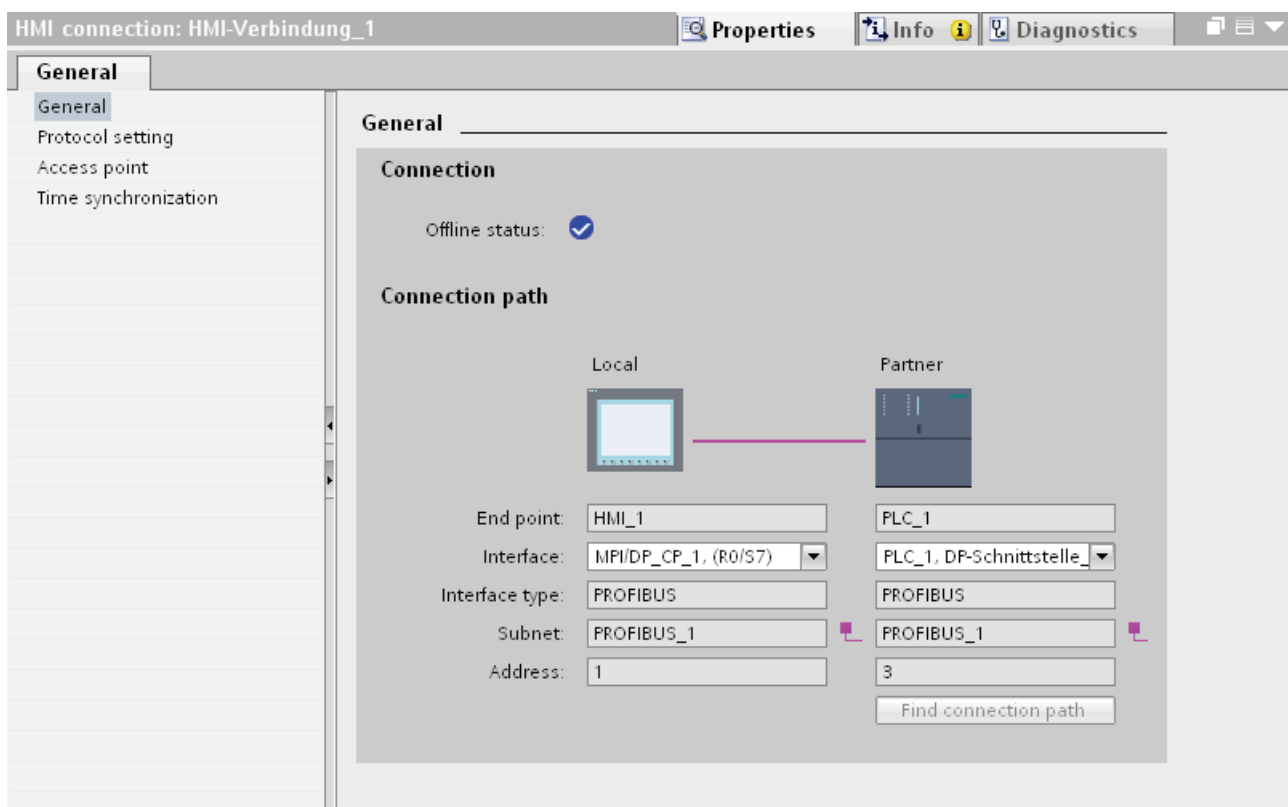 HMI connection: HMI-Verbindung_1
Properties
Info
Diagnostics
General
General
Protocol setting
Access point
Time synchronization
General
Connection
Offline status:
Connection path
Local Partner
End point: HMI_1 PLC_1
Interface: MPI/DP_CP_1, (R0/S7) PLC_1, DP-Schnittstelle_
Interface type: PROFIBUS PROFIBUS
Subnet: PROFIBUS_1 PROFIBUS_1
Address: 1 3
Find connection path